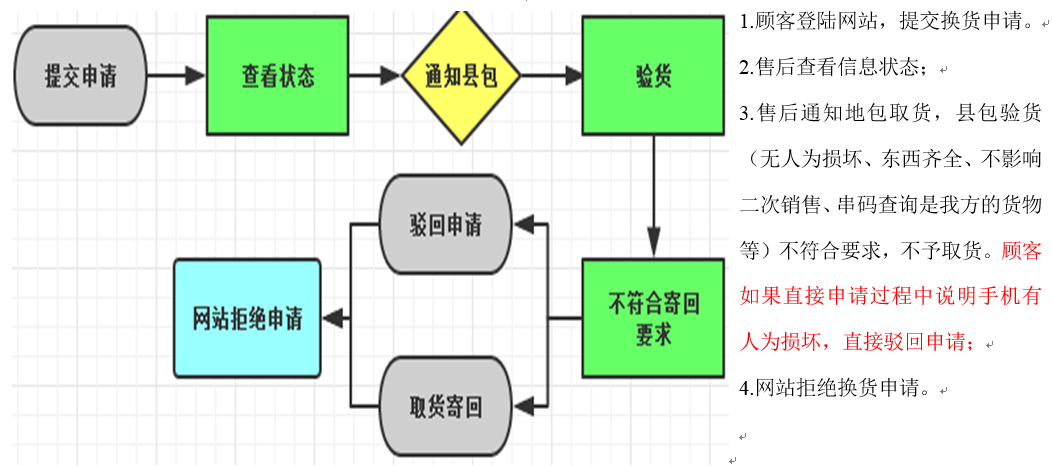 提交申请
查看状态
通知县包
验货
驳回申请
网站拒绝申请
不符合寄回
要求
取货寄回
1.顾客登陆网站，提交换货申请。
2.售后查看信息状态；
3.售后通知地包取货，县包验货
（无人为损坏、东西齐全、不影响
二次销售、串码查询是我方的货物
等）不符合要求，不予取货。顾客
如果直接申请过程中说明手机有
人为损坏，直接驳回申请；
4.网站拒绝换货申请。